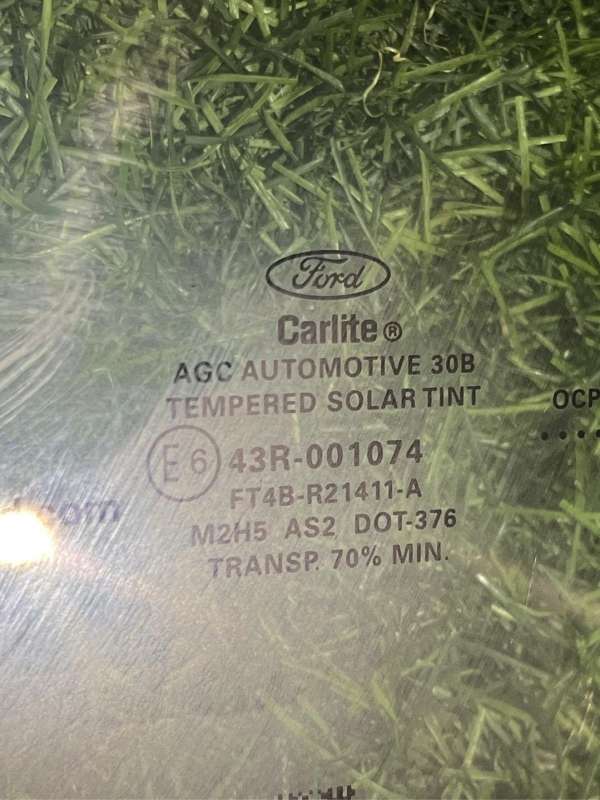 Ford
Carlite®
AGC AUTOMOTIVE 30B
TEMPERED SOLAR TINT
OCP
E6 43R-001074
FT4B-R21411-A
M2H5 AS2 DOT-376
TRANSP. 70% MIN.